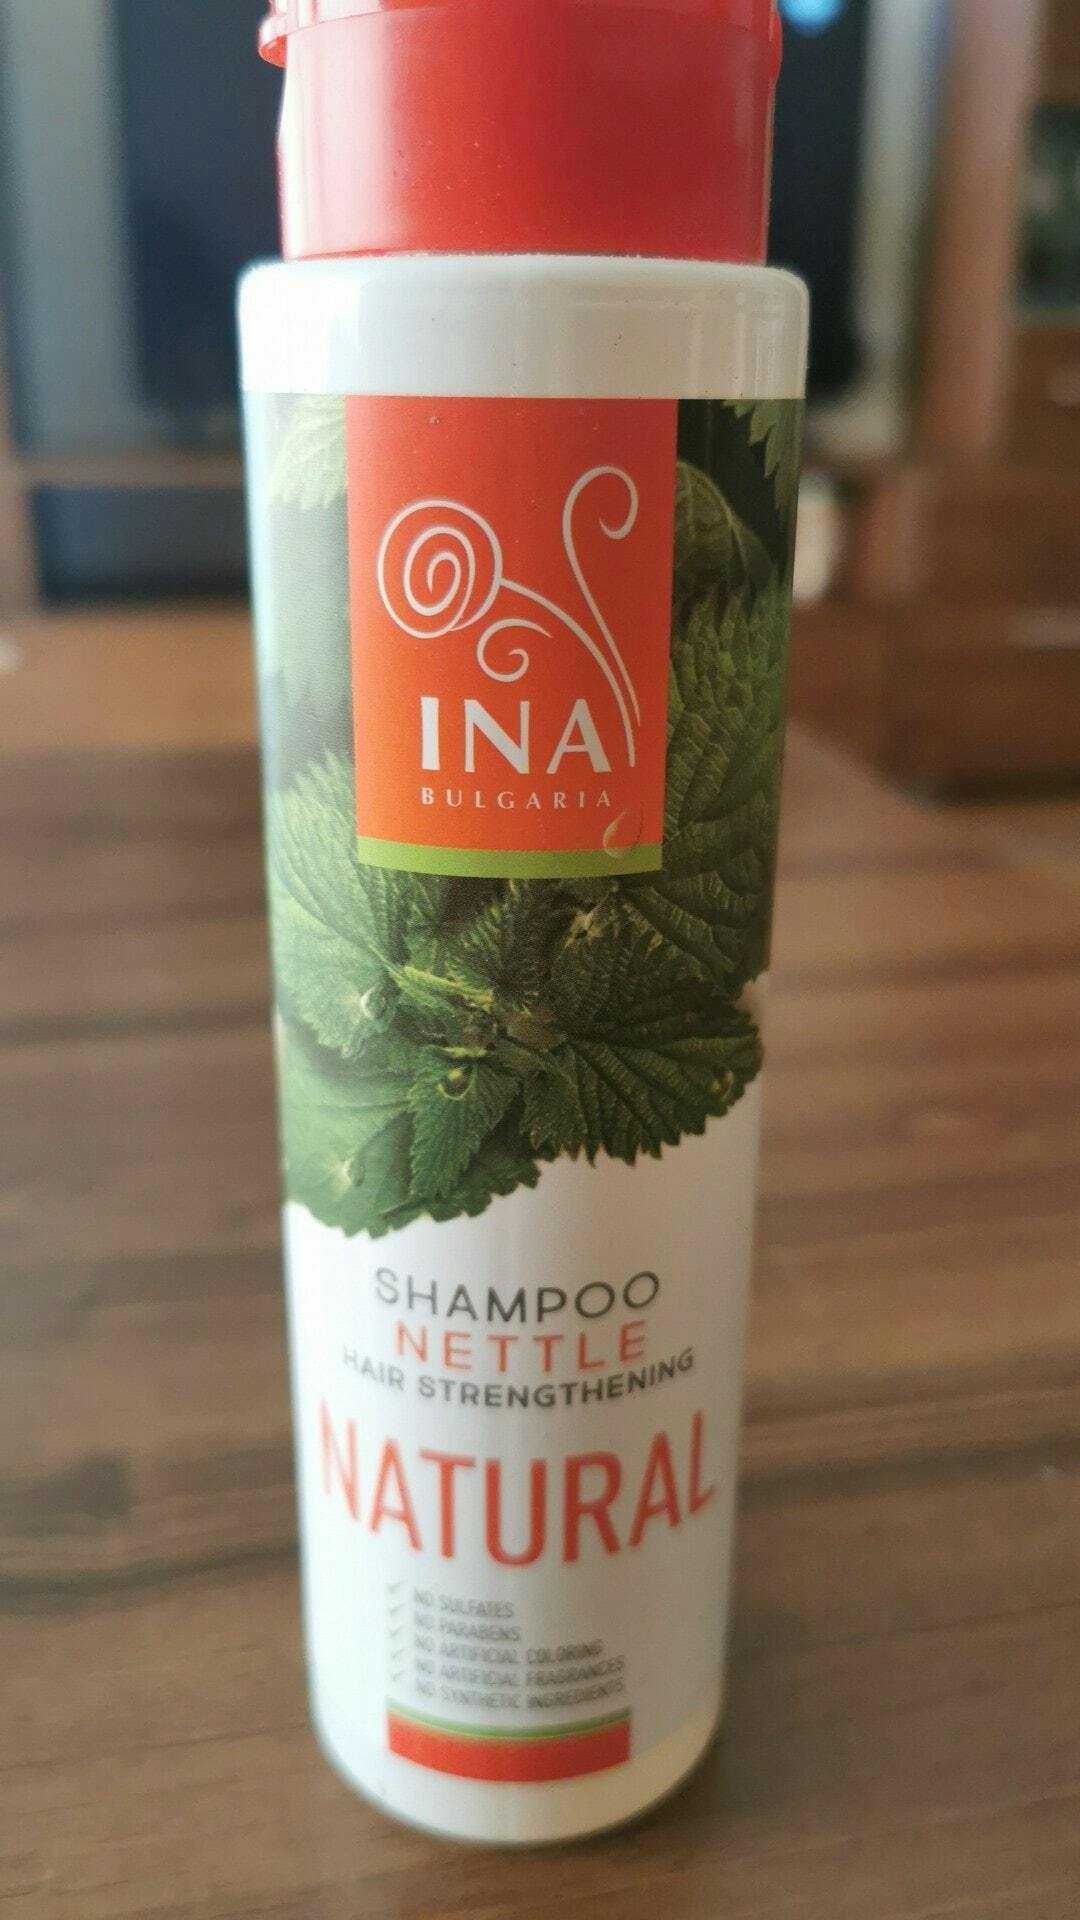 INA
BULGARIA
SHAMPOO
NETTLE
HAIR STRENGTHENING
NATURAL
NO SULFATES
NO PARABENS
NO ARTIFICIAL COLORING
NO ARTIFICIAL FRAGRANCES
NO SYNTHETIC INGREDIENTS